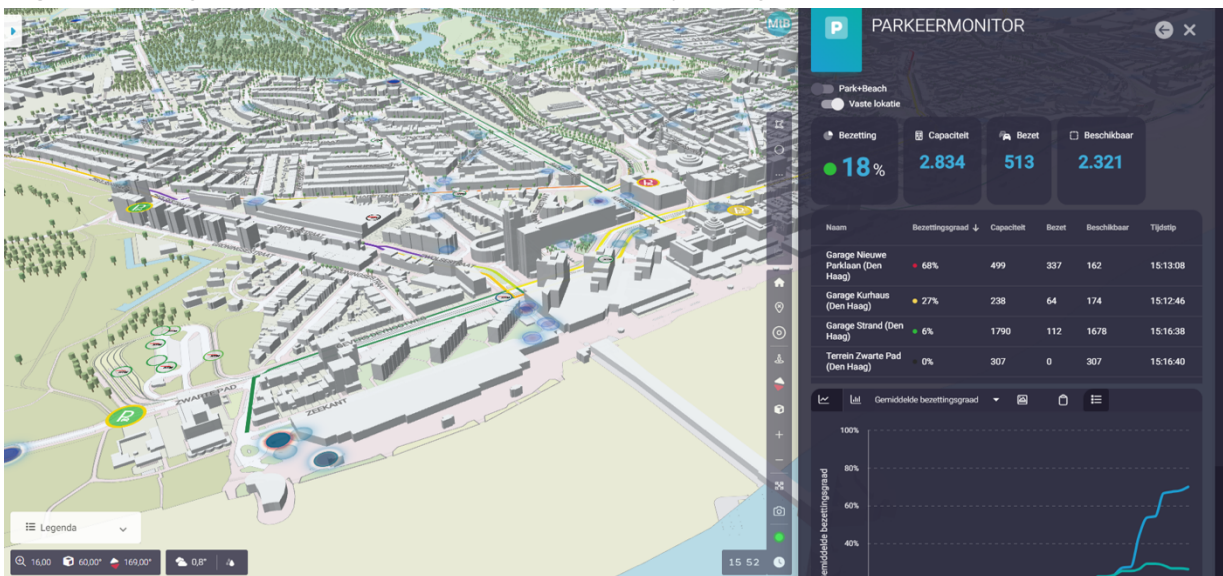 MIB
P
PARKEERMONITOR
Park+Beach
Vaste lokatie
Bezetting
Capaciteit
Bezet
Beschikbaar
18%
2.834
513
2.321
Naam Bezettingsgraad ↓ Capaciteit Bezet Beschikbaar Tijdstip
Garage Nieuwe
Parklaan (Den
Haag)
68% 499 337 162 15:13:08
Garage Kurhaus
(Den Haag)
27% 238 64 174 15:12:46
Garage Strand (Den
Haag)
6% 1790 112 1678 15:16:38
Terrein Zwarte Pad
(Den Haag)
0% 307 0 307 15:16:40
Gemiddelde bezettingsgraad
100%
80%
60%
40%
emiddelde bezettingsgraad
ZWARTE PAD
ZEEKANT
Legenda
16,00 60,00° 169,00° 0,8°
15 52